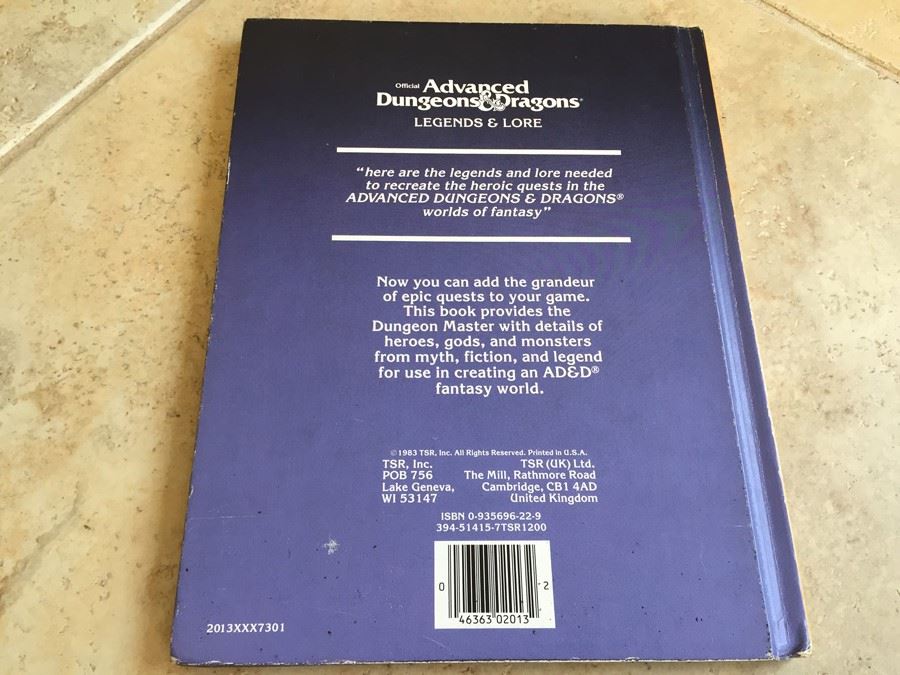 Official Advanced
Dungeons & Dragons®
LEGENDS & LORE
"here are the legends and lore needed
to recreate the heroic quests in the
ADVANCED DUNGEONS & DRAGONS®
worlds of fantasy"
Now you can add the grandeur
of epic quests to your game.
This book provides the
Dungeon Master with details of
heroes, gods, and monsters
from myth, fiction, and legend
for use in creating an AD&D®
fantasy world.
©1983 TSR, Inc. All Rights Reserved. Printed in U.S.A.
TSR, Inc. TSR (UK) Ltd.
POB 756 The Mill, Rathmore Road
Lake Geneva, Cambridge, CB1 4AD
WI 53147 United Kingdom
ISBN 0-935696-22-9
394-51415-7TSR1200
0 2
46363 02013
2013XXX7301